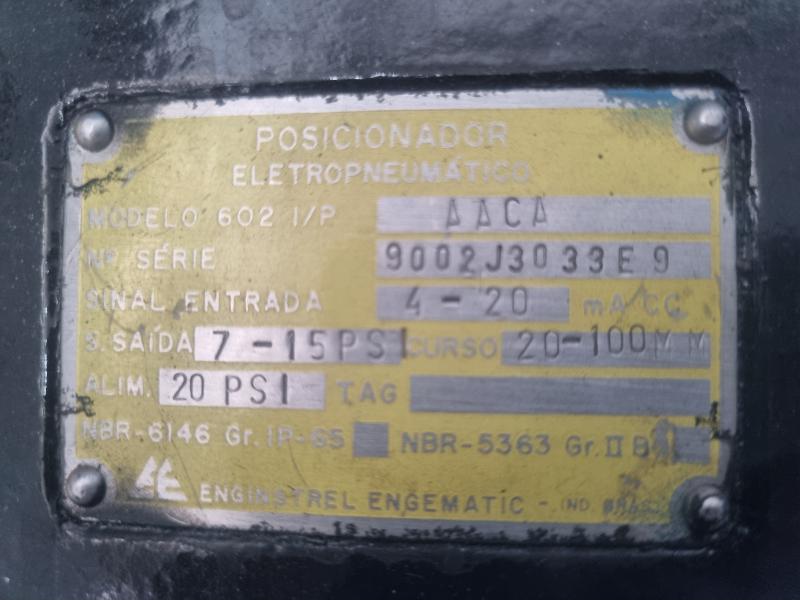 POSICIONADOR
ELETROPNEUMÁTICO
MODELO 602 I/P AACA
Nº SÉRIE 9002J3033E9
SINAL ENTRADA 4-20 mA CC
S. SAÍDA 7-15PSI CURSO 20-100MM
ALIM. 20 PSI TAG
NBR-6146 Gr. IP-65 NBR-5363 Gr. II B
ENGINSTREL ENGEMATIC - IND.